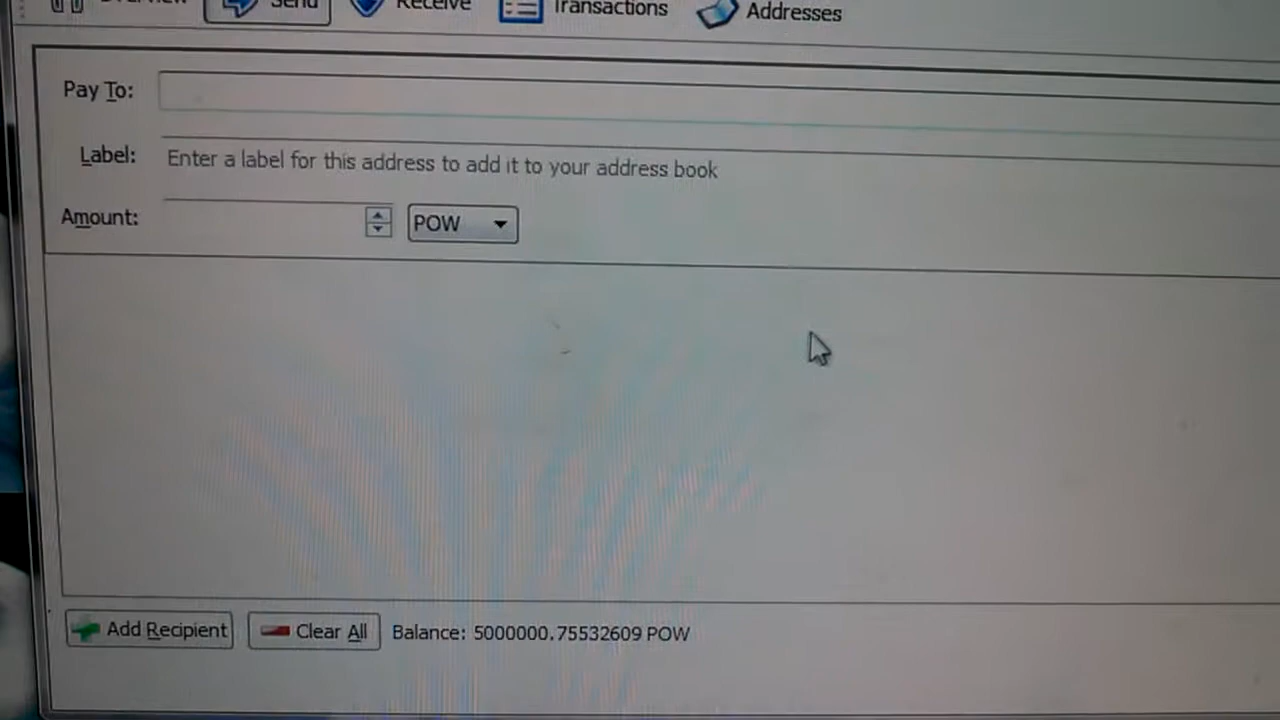 Overview Send Receive Transactions Addresses
Pay To:
Label: Enter a label for this address to add it to your address book
Amount: POW
Add Recipient Clear All Balance: 5000000.75532609 POW